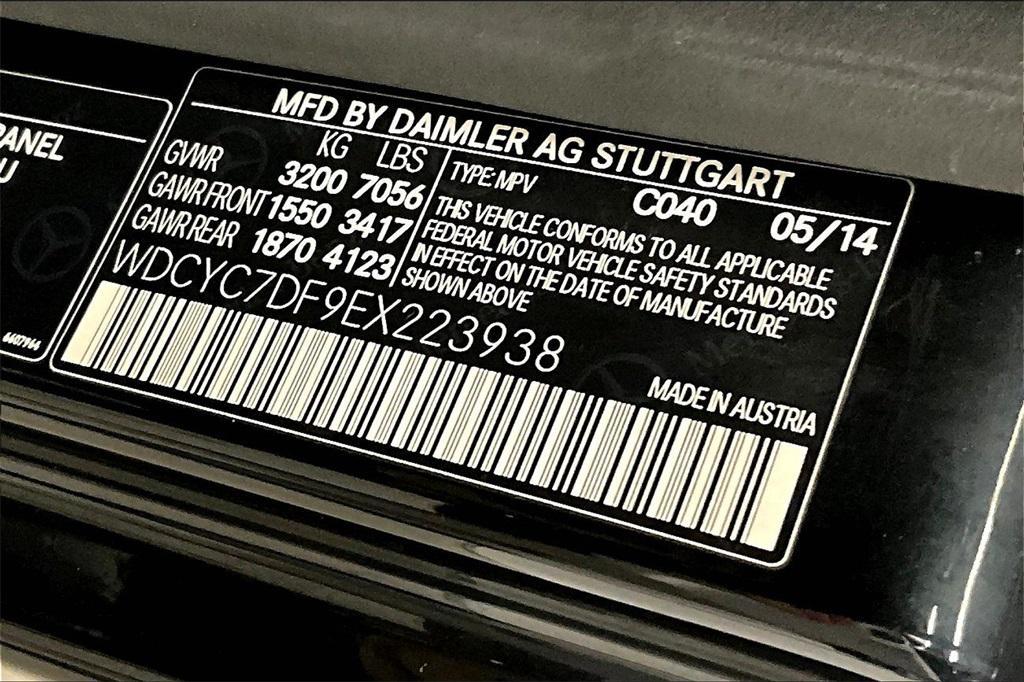 PANEL
U
6607964
MFD BY DAIMLER AG STUTTGART
KG LBS
GVWR 3200 7056
GAWR FRONT 1550 3417
GAWR REAR 1870 4123
TYPE: MPV C040 05/14
THIS VEHICLE CONFORMS TO ALL APPLICABLE
FEDERAL MOTOR VEHICLE SAFETY STANDARDS
IN EFFECT ON THE DATE OF MANUFACTURE
SHOWN ABOVE
WDCYC7DF9EX223938
MADE IN AUSTRIA